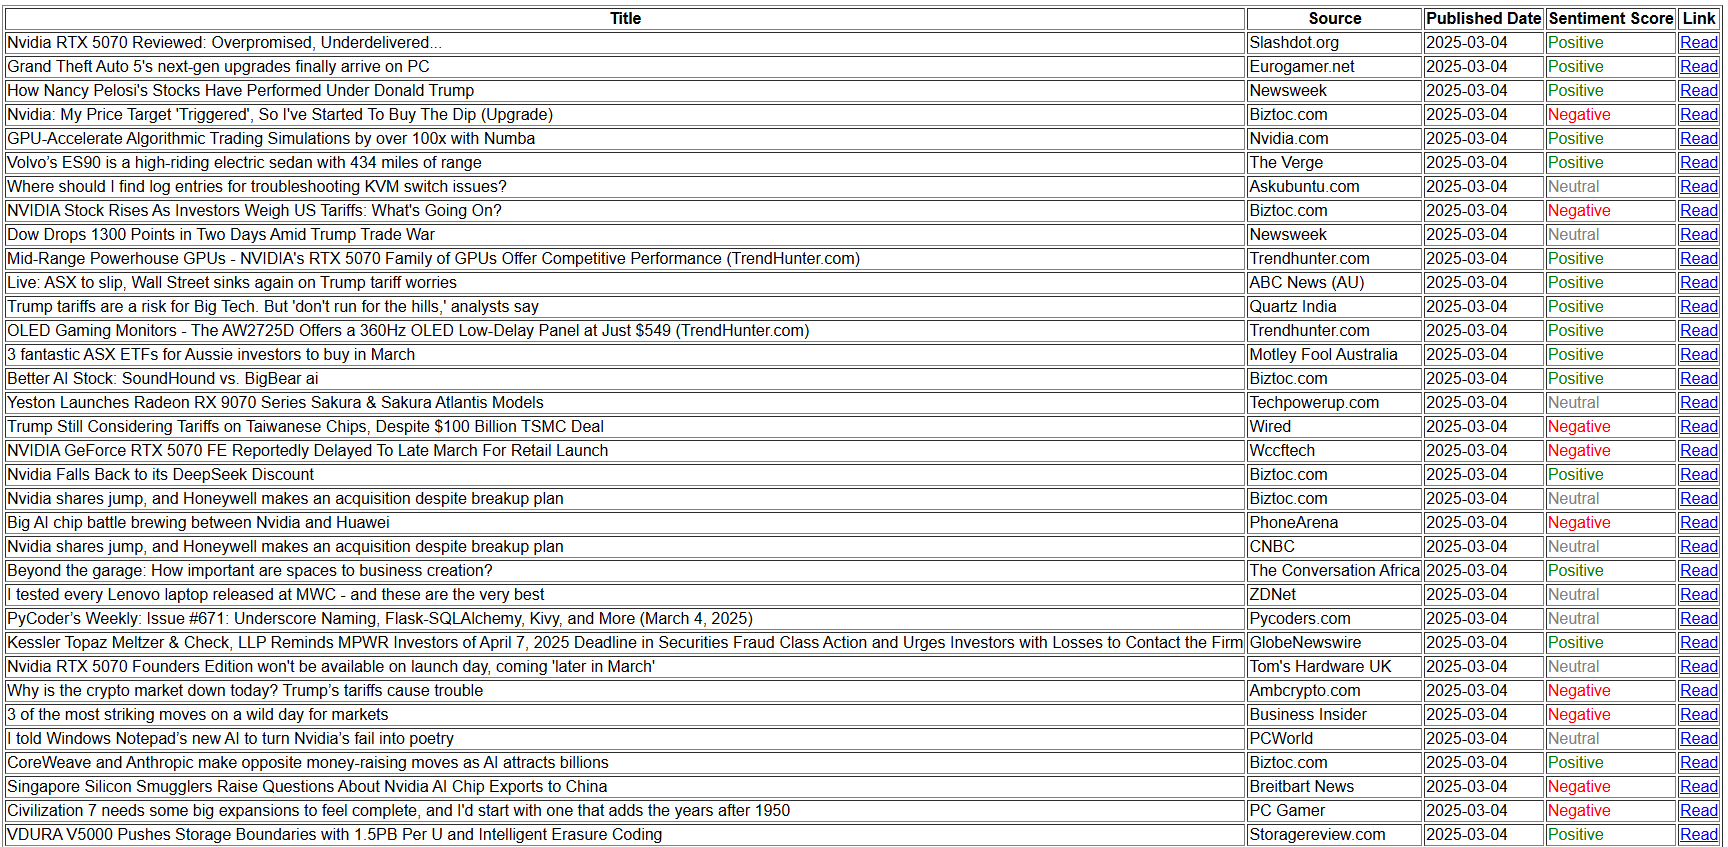 Title Source Published Date Sentiment Score Link
Nvidia RTX 5070 Reviewed: Overpromised, Underdelivered... Slashdot.org 2025-03-04 Positive Read
Grand Theft Auto 5's next-gen upgrades finally arrive on PC Eurogamer.net 2025-03-04 Positive Read
How Nancy Pelosi's Stocks Have Performed Under Donald Trump Newsweek 2025-03-04 Positive Read
Nvidia: My Price Target 'Triggered', So I've Started To Buy The Dip (Upgrade) Biztoc.com 2025-03-04 Negative Read
GPU-Accelerate Algorithmic Trading Simulations by over 100x with Numba Nvidia.com 2025-03-04 Positive Read
Volvo’s ES90 is a high-riding electric sedan with 434 miles of range The Verge 2025-03-04 Positive Read
Where should I find log entries for troubleshooting KVM switch issues? Askubuntu.com 2025-03-04 Neutral Read
NVIDIA Stock Rises As Investors Weigh US Tariffs: What's Going On? Biztoc.com 2025-03-04 Negative Read
Dow Drops 1300 Points in Two Days Amid Trump Trade War Newsweek 2025-03-04 Neutral Read
Mid-Range Powerhouse GPUs - NVIDIA's RTX 5070 Family of GPUs Offer Competitive Performance (TrendHunter.com) Trendhunter.com 2025-03-04 Positive Read
Live: ASX to slip, Wall Street sinks again on Trump tariff worries ABC News (AU) 2025-03-04 Positive Read
Trump tariffs are a risk for Big Tech. But 'don't run for the hills,' analysts say Quartz India 2025-03-04 Positive Read
OLED Gaming Monitors - The AW2725D Offers a 360Hz OLED Low-Delay Panel at Just $549 (TrendHunter.com) Trendhunter.com 2025-03-04 Positive Read
3 fantastic ASX ETFs for Aussie investors to buy in March Motley Fool Australia 2025-03-04 Positive Read
Better AI Stock: SoundHound vs. BigBear ai Biztoc.com 2025-03-04 Positive Read
Yeston Launches Radeon RX 9070 Series Sakura & Sakura Atlantis Models Techpowerup.com 2025-03-04 Neutral Read
Trump Still Considering Tariffs on Taiwanese Chips, Despite $100 Billion TSMC Deal Wired 2025-03-04 Negative Read
NVIDIA GeForce RTX 5070 FE Reportedly Delayed To Late March For Retail Launch Wccftech 2025-03-04 Negative Read
Nvidia Falls Back to its DeepSeek Discount Biztoc.com 2025-03-04 Positive Read
Nvidia shares jump, and Honeywell makes an acquisition despite breakup plan Biztoc.com 2025-03-04 Neutral Read
Big AI chip battle brewing between Nvidia and Huawei PhoneArena 2025-03-04 Negative Read
Nvidia shares jump, and Honeywell makes an acquisition despite breakup plan CNBC 2025-03-04 Neutral Read
Beyond the garage: How important are spaces to business creation? The Conversation Africa 2025-03-04 Positive Read
I tested every Lenovo laptop released at MWC - and these are the very best ZDNet 2025-03-04 Neutral Read
PyCoder’s Weekly: Issue #671: Underscore Naming, Flask-SQLAlchemy, Kivy, and More (March 4, 2025) Pycoders.com 2025-03-04 Neutral Read
Kessler Topaz Meltzer & Check, LLP Reminds MPWR Investors of April 7, 2025 Deadline in Securities Fraud Class Action and Urges Investors with Losses to Contact the Firm GlobeNewswire 2025-03-04 Positive Read
Nvidia RTX 5070 Founders Edition won't be available on launch day, coming 'later in March' Tom's Hardware UK 2025-03-04 Neutral Read
Why is the crypto market down today? Trump’s tariffs cause trouble Ambcrypto.com 2025-03-04 Negative Read
3 of the most striking moves on a wild day for markets Business Insider 2025-03-04 Negative Read
I told Windows Notepad’s new AI to turn Nvidia’s fail into poetry PCWorld 2025-03-04 Neutral Read
CoreWeave and Anthropic make opposite money-raising moves as AI attracts billions Biztoc.com 2025-03-04 Positive Read
Singapore Silicon Smugglers Raise Questions About Nvidia AI Chip Exports to China Breitbart News 2025-03-04 Negative Read
Civilization 7 needs some big expansions to feel complete, and I'd start with one that adds the years after 1950 PC Gamer 2025-03-04 Negative Read
VDURA V5000 Pushes Storage Boundaries with 1.5PB Per U and Intelligent Erasure Coding Storagereview.com 2025-03-04 Positive Read